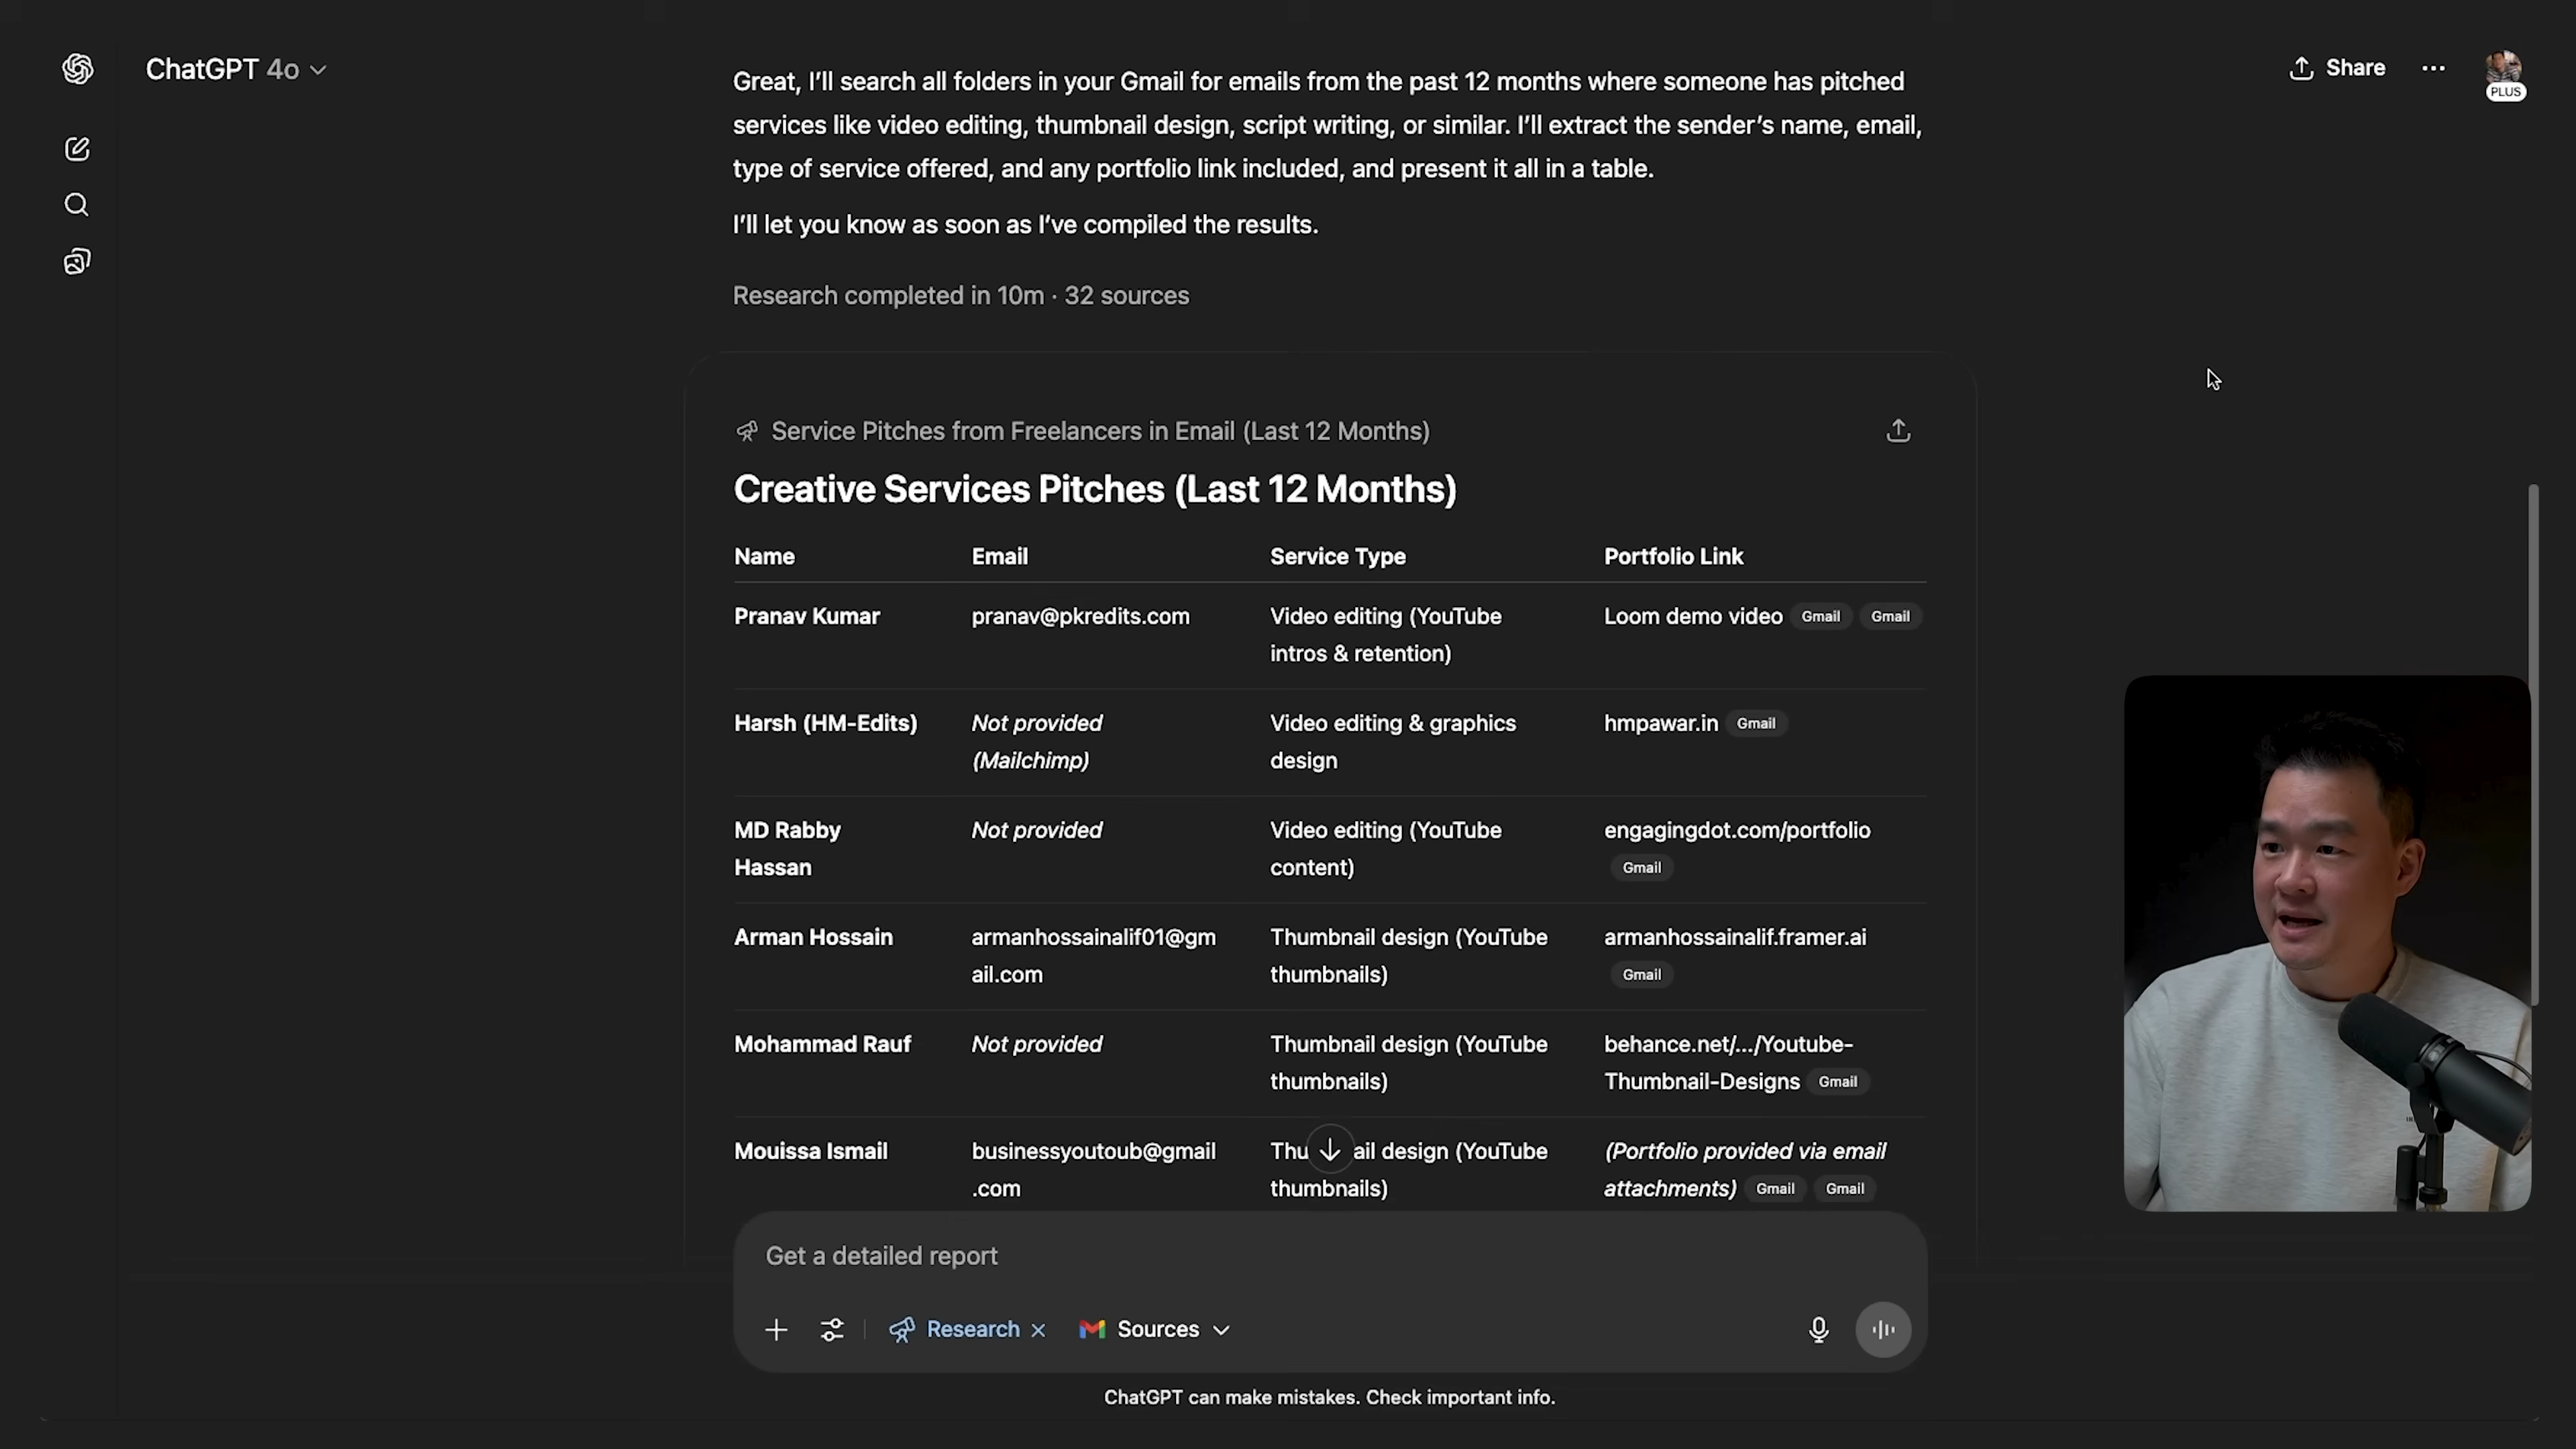 ChatGPT 4o
Share
PLUS
Great, I'll search all folders in your Gmail for emails from the past 12 months where someone has pitched
services like video editing, thumbnail design, script writing, or similar. I'll extract the sender's name, email,
type of service offered, and any portfolio link included, and present it all in a table.
I'll let you know as soon as I've compiled the results.
Research completed in 10m · 32 sources
Service Pitches from Freelancers in Email (Last 12 Months)
Creative Services Pitches (Last 12 Months)
Name Email Service Type Portfolio Link
Pranav Kumar pranav@pkredits.com Video editing (YouTube Loom demo video Gmail Gmail
intros & retention)
Harsh (HM-Edits) Not provided Video editing & graphics hmpawar.in Gmail
(Mailchimp) design
MD Rabby Not provided Video editing (YouTube engagingdot.com/portfolio
Hassan content) Gmail
Arman Hossain armanhossainalif01@gm Thumbnail design (YouTube armanhossainalif.framer.ai
ail.com thumbnails) Gmail
Mohammad Rauf Not provided Thumbnail design (YouTube behance.net/.../Youtube-
thumbnails) Thumbnail-Designs Gmail
Mouissa Ismail businessyoutoub@gmail Thu ail design (YouTube (Portfolio provided via email
.com thumbnails) attachments) Gmail Gmail
Get a detailed report
Research × Sources
ChatGPT can make mistakes. Check important info.